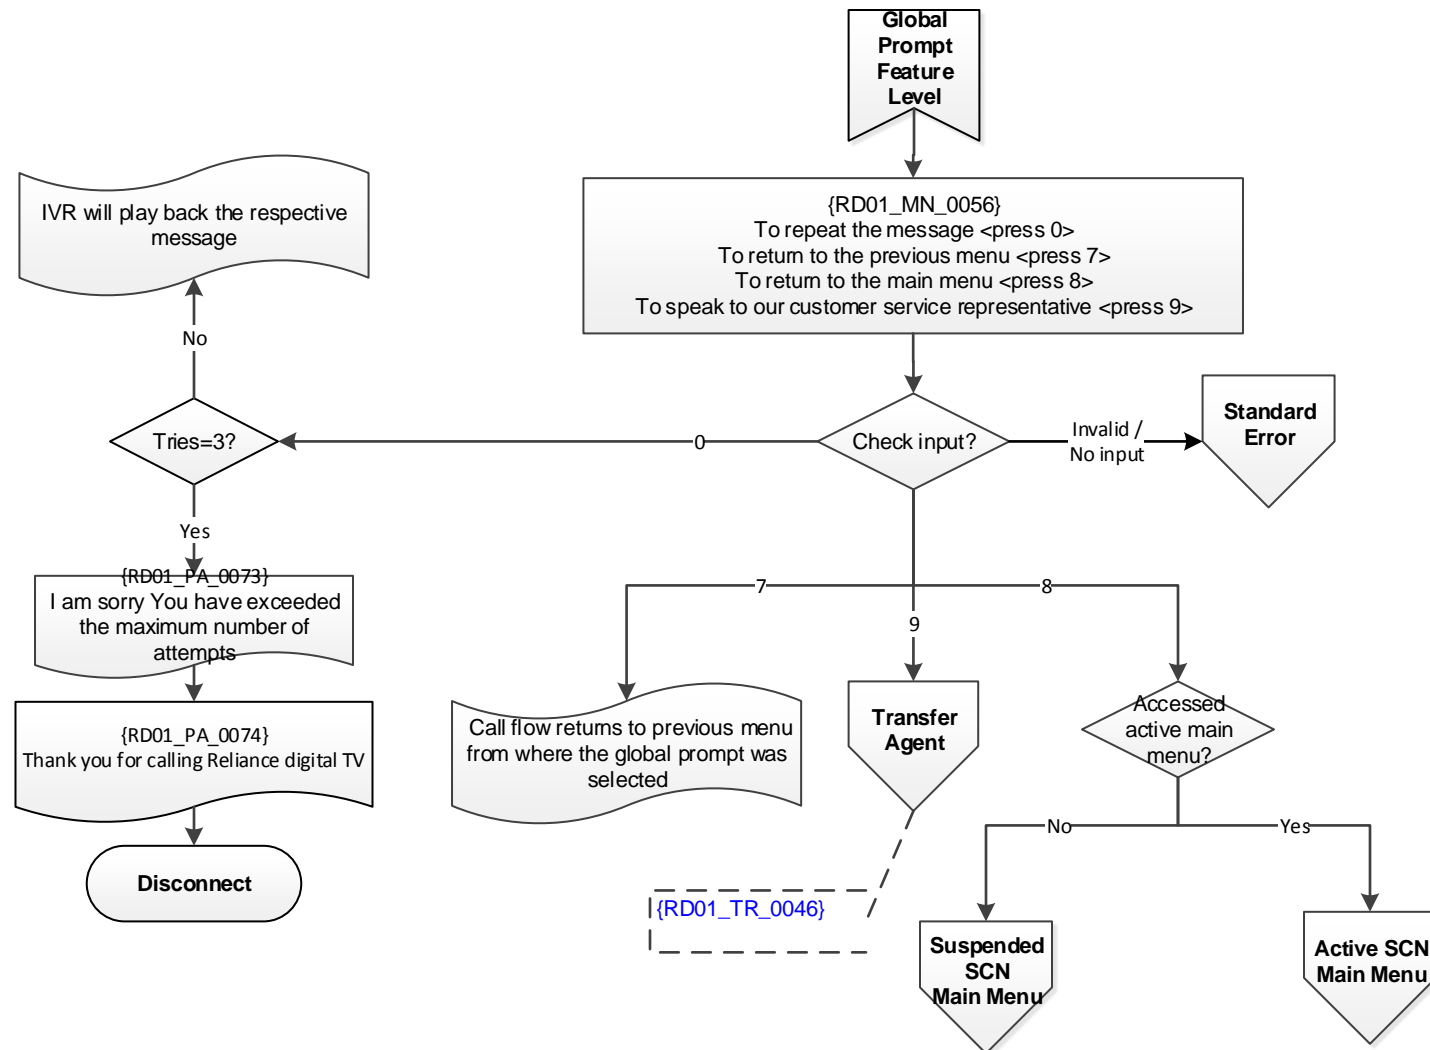 Global
Prompt
Feature
Level
{RD01_MN_0056}
To repeat the message <press 0>
To return to the previous menu <press 7>
To return to the main menu <press 8>
To speak to our customer service representative <press 9>
IVR will play back the respective
message
No
Tries=3?
0
Check input?
Invalid /
No input
Standard
Error
Yes
{RD01_PA_0073}
I am sorry You have exceeded
the maximum number of
attempts
{RD01_PA_0074}
Thank you for calling Reliance digital TV
Disconnect
7
9
8
Call flow returns to previous menu
from where the global prompt was
selected
Transfer
Agent
Accessed
active main
menu?
No
Yes
{RD01_TR_0046}
Suspended
SCN
Main Menu
Active SCN
Main Menu